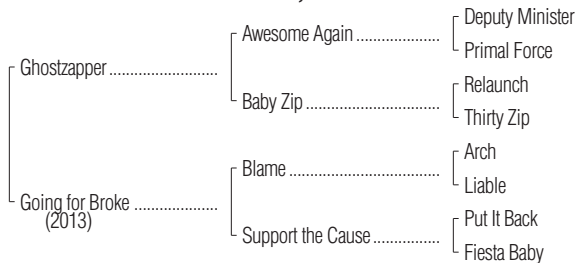 Deputy Minister
Awesome Again ....................
Primal Force
Ghostzapper ..........................
Relaunch
Baby Zip ................................
Thirty Zip
Arch
Blame ....................................
Liable
Going for Broke ....................
(2013)
Put It Back
Support the Cause ................
Fiesta Baby